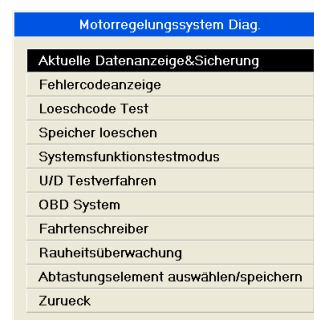 Motorregelungssystem Diag.
Aktuelle Datenanzeige&Sicherung
Fehlercodeanzeige
Loeschcode Test
Speicher loeschen
Systemsfunktionstestmodus
U/D Testverfahren
OBD System
Fahrtenschreiber
Rauheitsüberwachung
Abtastungselement auswählen/speichern
Zurueck